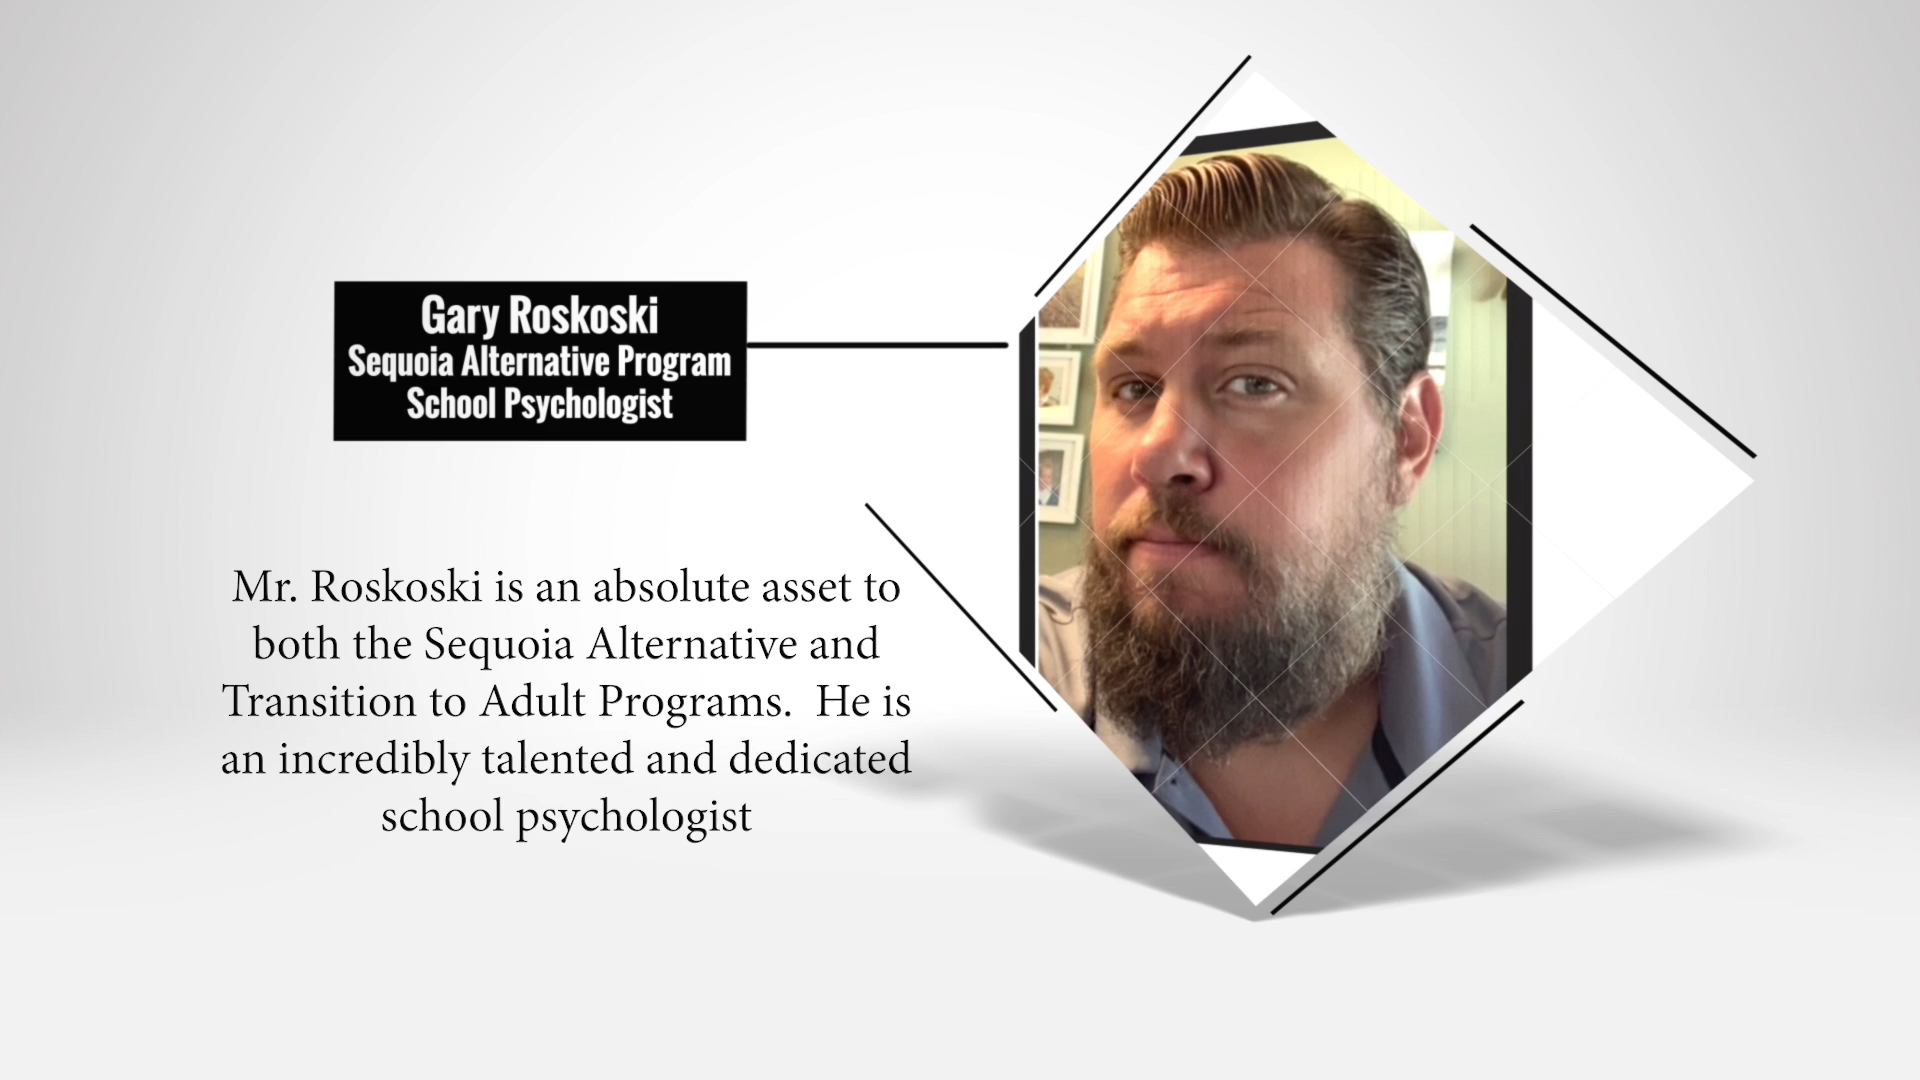 Gary Roskoski
Sequoia Alternative Program
School Psychologist
Mr. Roskoski is an absolute asset to
both the Sequoia Alternative and
Transition to Adult Programs.  He is
an incredibly talented and dedicated
school psychologist